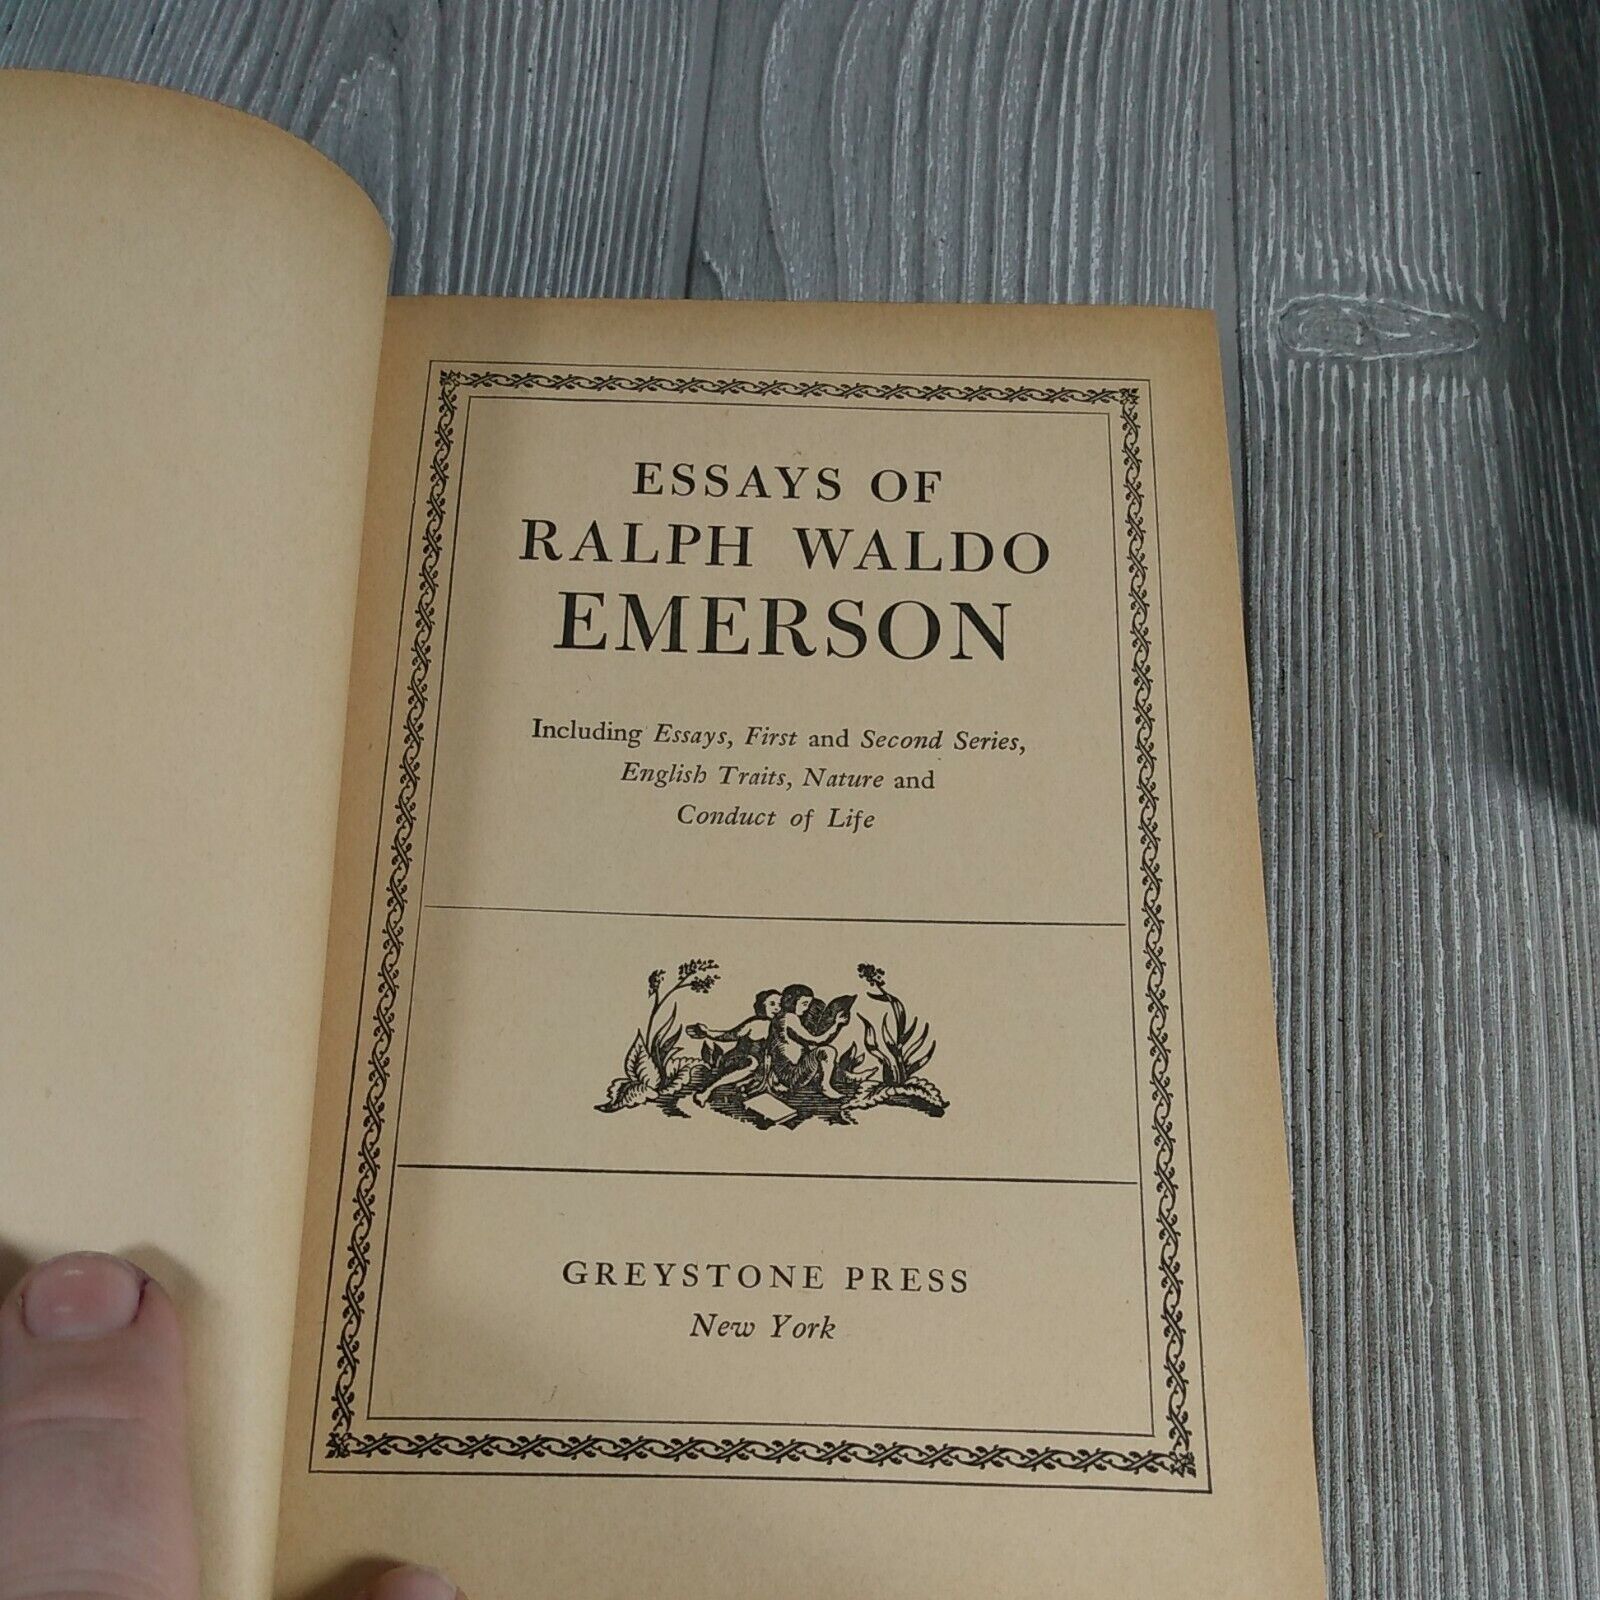 ESSAYS OF
RALPH WALDO
EMERSON
Including Essays, First and Second Series,
English Traits, Nature and
Conduct of Life
GREYSTONE PRESS
New York